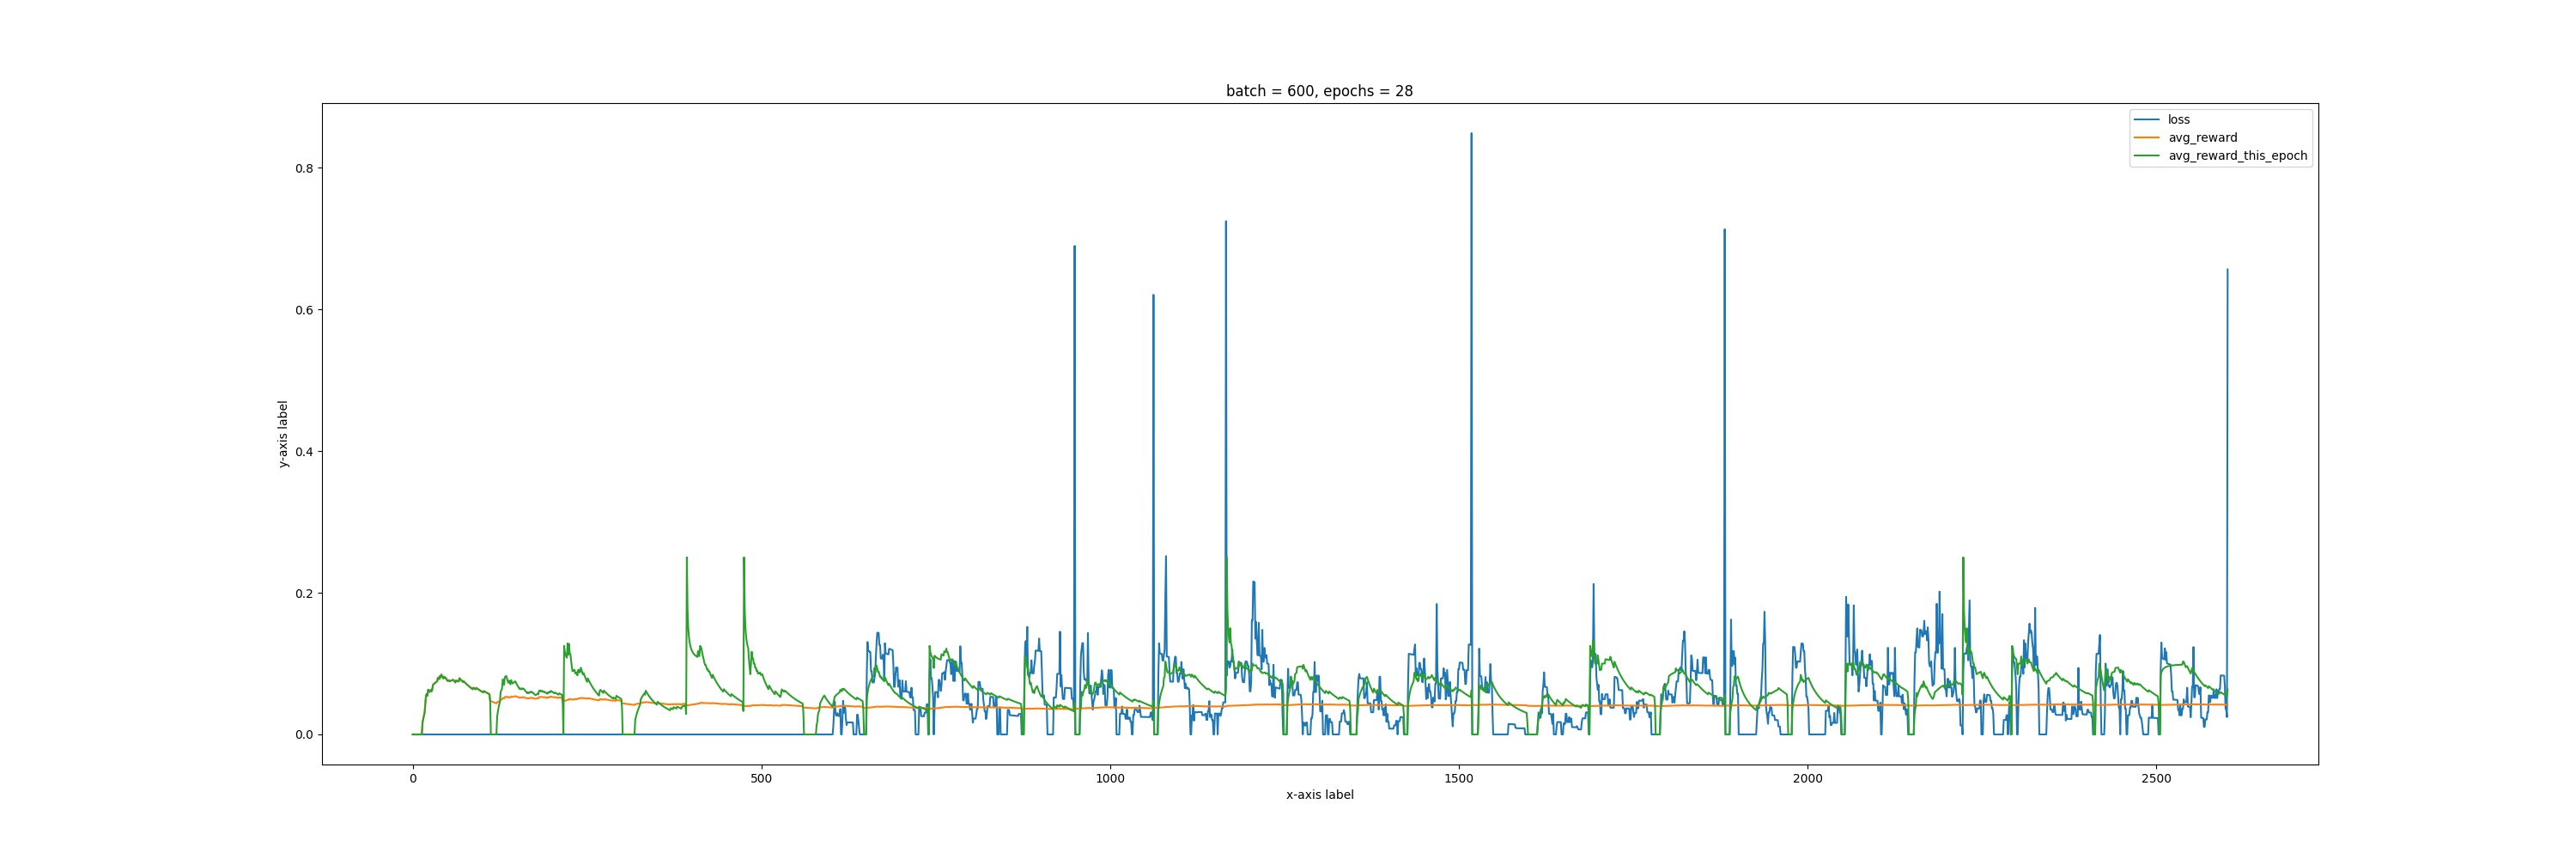 batch = 600, epochs = 28
loss
avg_reward
avg_reward_this_epoch
0.8
0.6
0.4
0.2
0.0
y-axis label
0
500
1000
1500
2000
2500
x-axis label